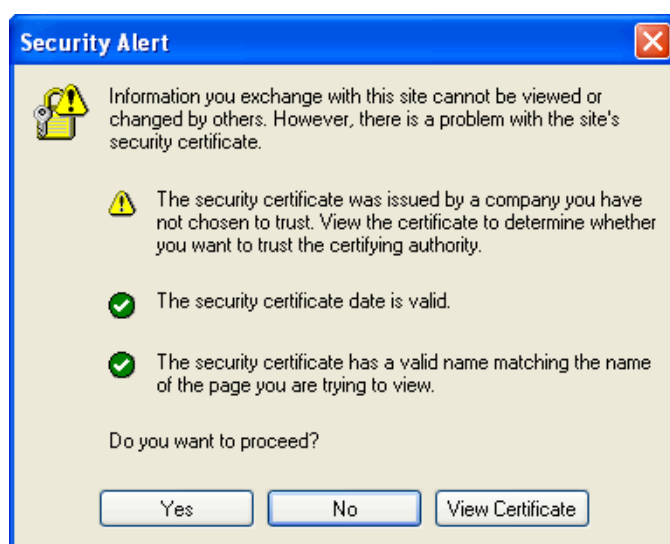 Security Alert
Information you exchange with this site cannot be viewed or
changed by others. However, there is a problem with the site's
security certificate.
The security certificate was issued by a company you have
not chosen to trust. View the certificate to determine whether
you want to trust the certifying authority.
The security certificate date is valid.
The security certificate has a valid name matching the name
of the page you are trying to view.
Do you want to proceed?
Yes No View Certificate